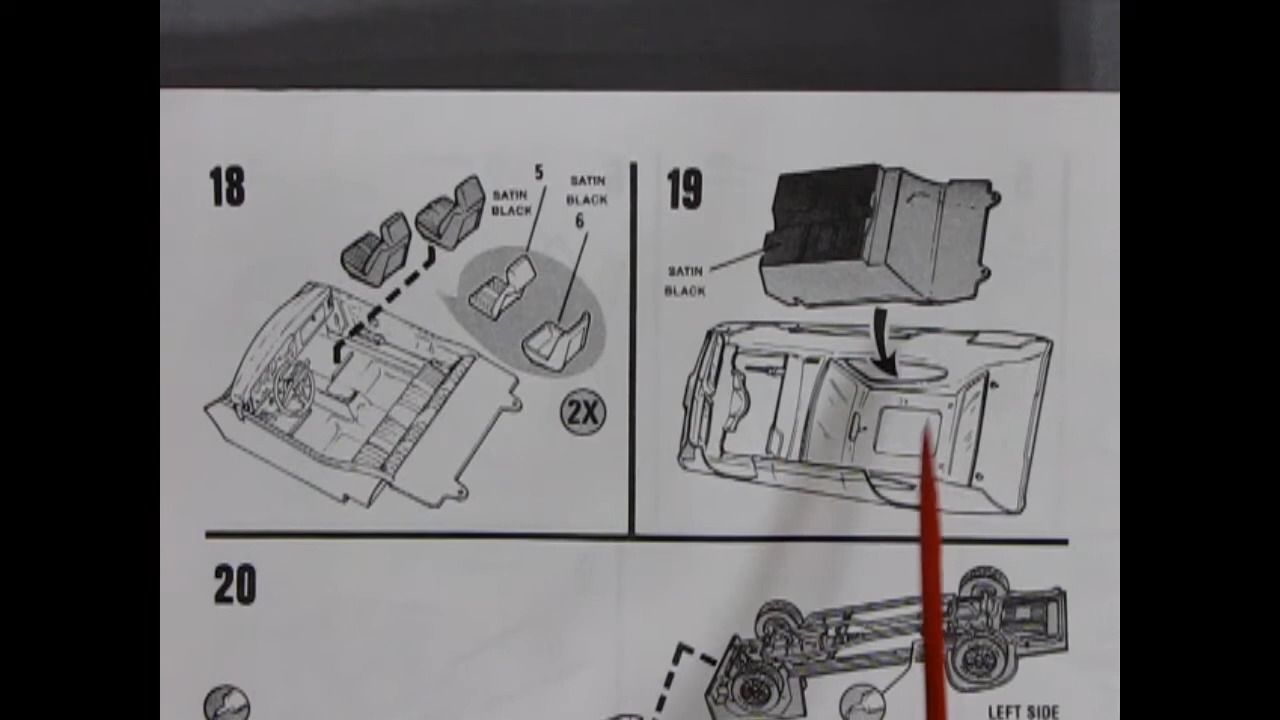 18
5
SATIN
BLACK
SATIN
BLACK
6
2X
19
SATIN
BLACK
20
LEFT SIDE